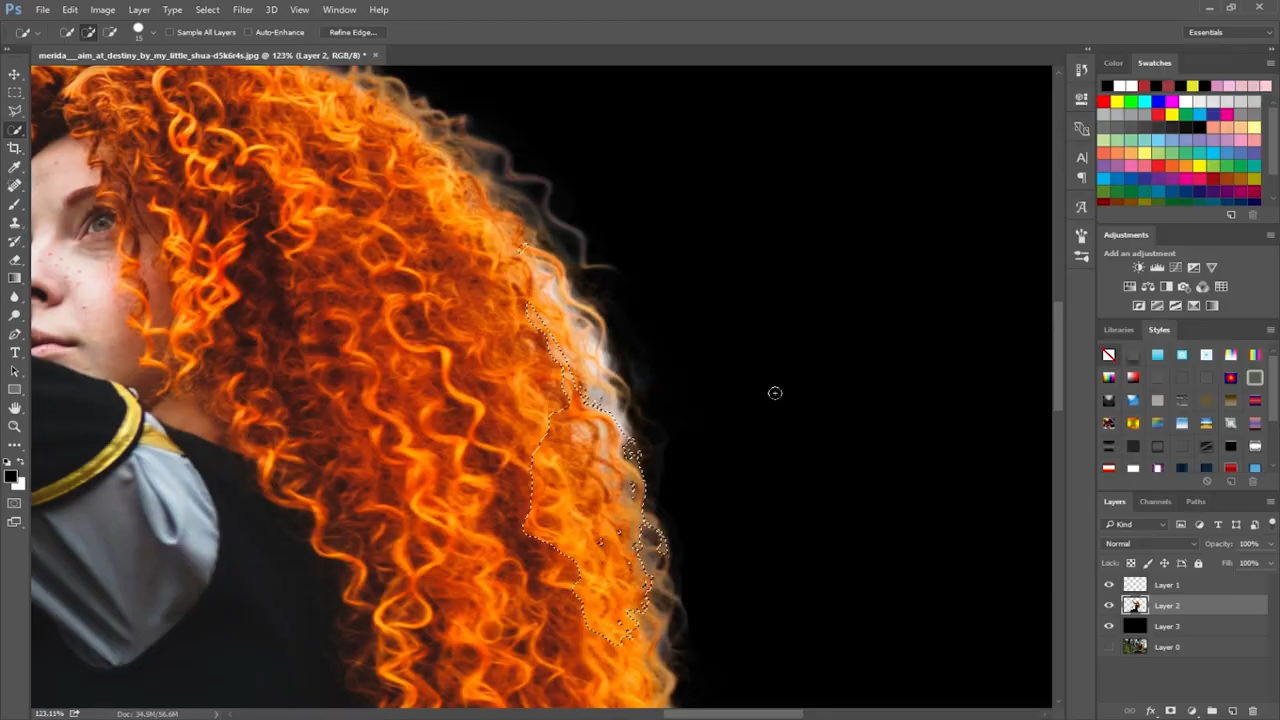 Ps File Edit Image Layer Type Select Filter 3D View Window Help
15 Sample All Layers Auto-Enhance Refine Edge... Essentials
merida___aim_at_destiny_by_my_little_shua-d5k6r4s.jpg @ 123% (Layer 2, RGB/8) * ×
Color Swatches
Adjustments
Add an adjustment
Libraries Styles
Layers Channels Paths
Kind
Normal Opacity: 100%
Lock: Fill: 100%
Layer 1
Layer 2
Layer 3
Layer 0
123.11% Doc: 34.5M/56.6M